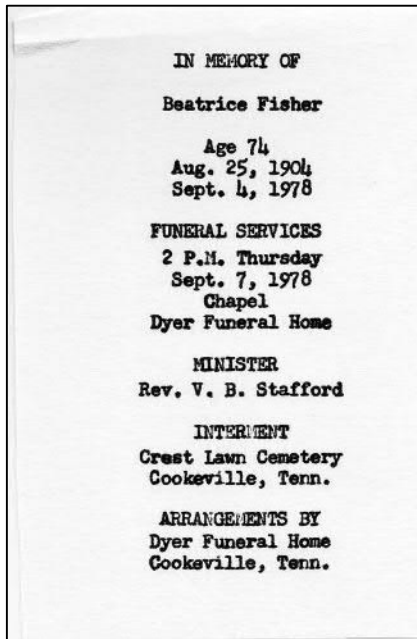 IN MEMORY OF
Beatrice Fisher
Age 74
Aug. 25, 1904
Sept. 4, 1978
FUNERAL SERVICES
2 P.M. Thursday
Sept. 7, 1978
Chapel
Dyer Funeral Home
MINISTER
Rev. V. B. Stafford
INTERMENT
Crest Lawn Cemetery
Cookeville, Tenn.
ARRANGEMENTS BY
Dyer Funeral Home
Cookeville, Tenn.